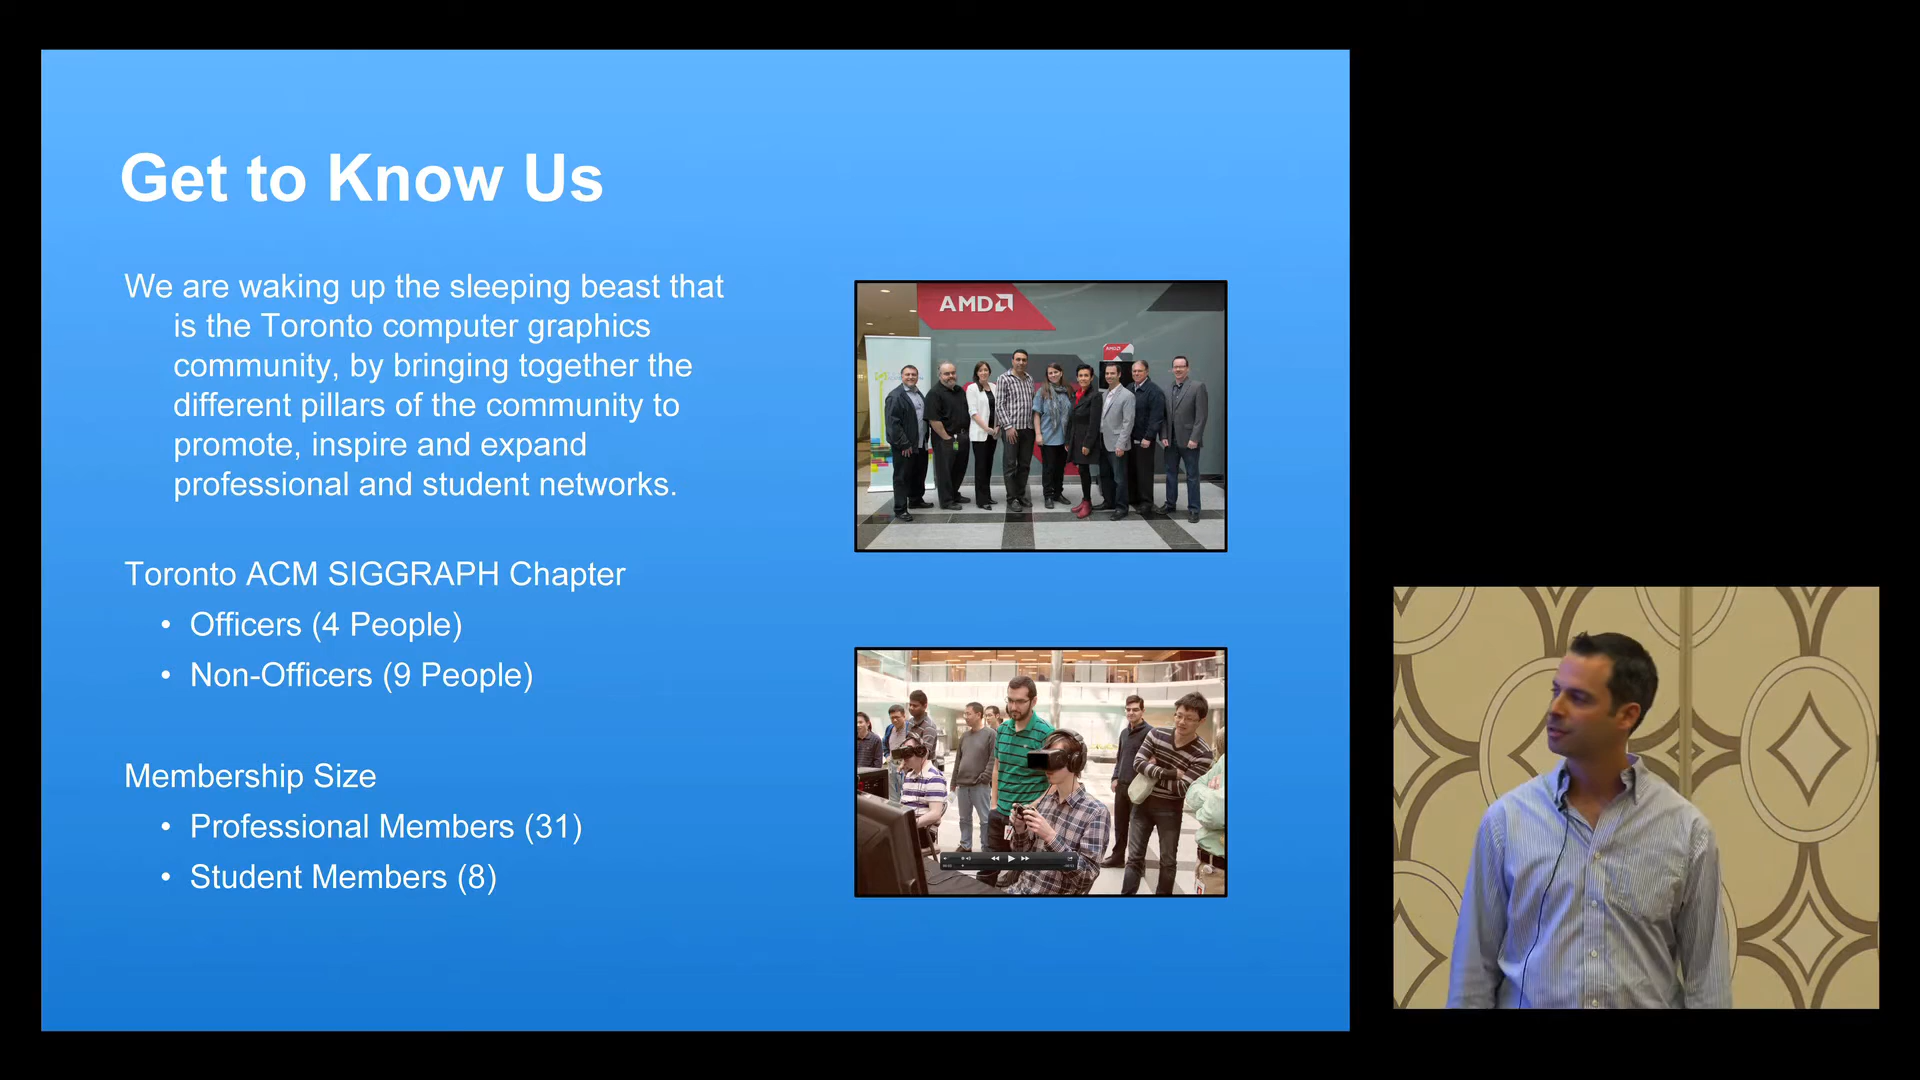 Get to Know Us
We are waking up the sleeping beast that
is the Toronto computer graphics
community, by bringing together the
different pillars of the community to
promote, inspire and expand
professional and student networks.
Toronto ACM SIGGRAPH Chapter
• Officers (4 People)
• Non-Officers (9 People)
Membership Size
• Professional Members (31)
• Student Members (8)
AMD
AMD